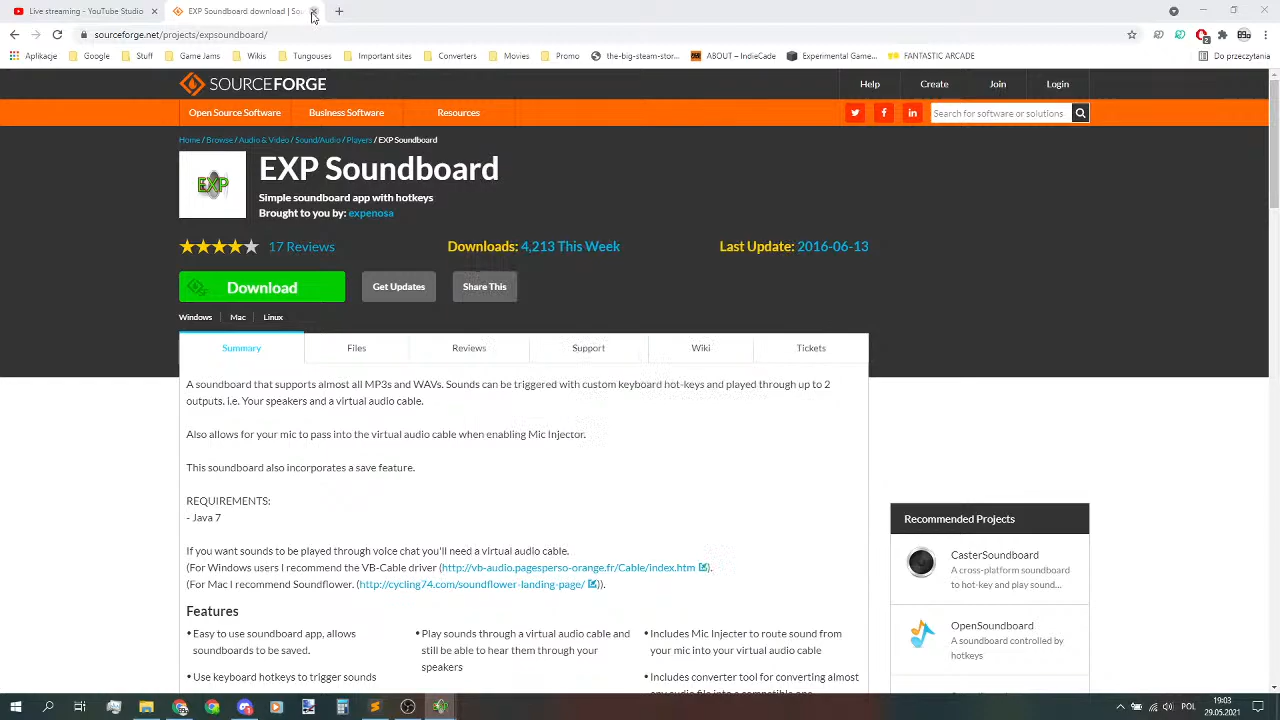 Live streaming - YouTube Studio
EXP Soundboard download | Sou
sourceforge.net/projects/expsoundboard/
Aplikacje Google Stuff Game Jams Wikis Tungouses Important sites Converters Movies Promo the-big-steam-stor... ABOUT – IndieCade Experimental Game... FANTASTIC ARCADE Do przeczytania
SOURCEFORGE
Help Create Join Login
Open Source Software Business Software Resources
Search for software or solutions
Home / Browse / Audio & Video / Sound/Audio / Players / EXP Soundboard
EXP
EXP Soundboard
Simple soundboard app with hotkeys
Brought to you by: expenosa
17 Reviews
Downloads: 4,213 This Week
Last Update: 2016-06-13
Download
Get Updates
Share This
Windows | Mac | Linux
Summary Files Reviews Support Wiki Tickets
A soundboard that supports almost all MP3s and WAVs. Sounds can be triggered with custom keyboard hot-keys and played through up to 2
outputs. i.e. Your speakers and a virtual audio cable.
Also allows for your mic to pass into the virtual audio cable when enabling Mic Injector.
This soundboard also incorporates a save feature.
REQUIREMENTS:
- Java 7
If you want sounds to be played through voice chat you'll need a virtual audio cable.
(For Windows users I recommend the VB-Cable driver (http://vb-audio.pagesperso-orange.fr/Cable/index.htm ).
(For Mac I recommend Soundflower. (http://cycling74.com/soundflower-landing-page/ )).
Features
• Easy to use soundboard app, allows
soundboards to be saved.
• Use keyboard hotkeys to trigger sounds
• Play sounds through a virtual audio cable and
still be able to hear them through your
speakers
• Includes Mic Injecter to route sound from
your mic into your virtual audio cable
• Includes converter tool for converting almost
Recommended Projects
CasterSoundboard
A cross-platform soundboard
to hot-key and play sound...
OpenSoundboard
A soundboard controlled by
hotkeys
POL
19:03
29.05.2021